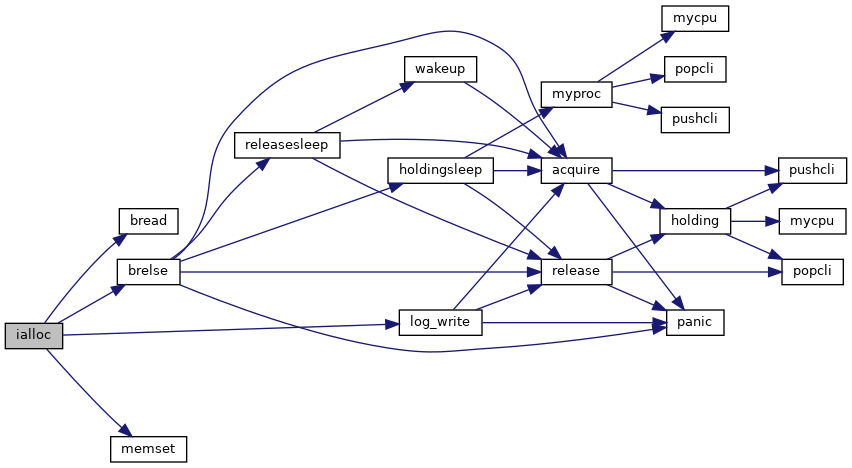 mycpu
wakeup
popcli
myproc
pushcli
releasesleep
holdingsleep
acquire
pushcli
bread
holding
mycpu
brelse
release
popcli
ialloc
log_write
panic
memset